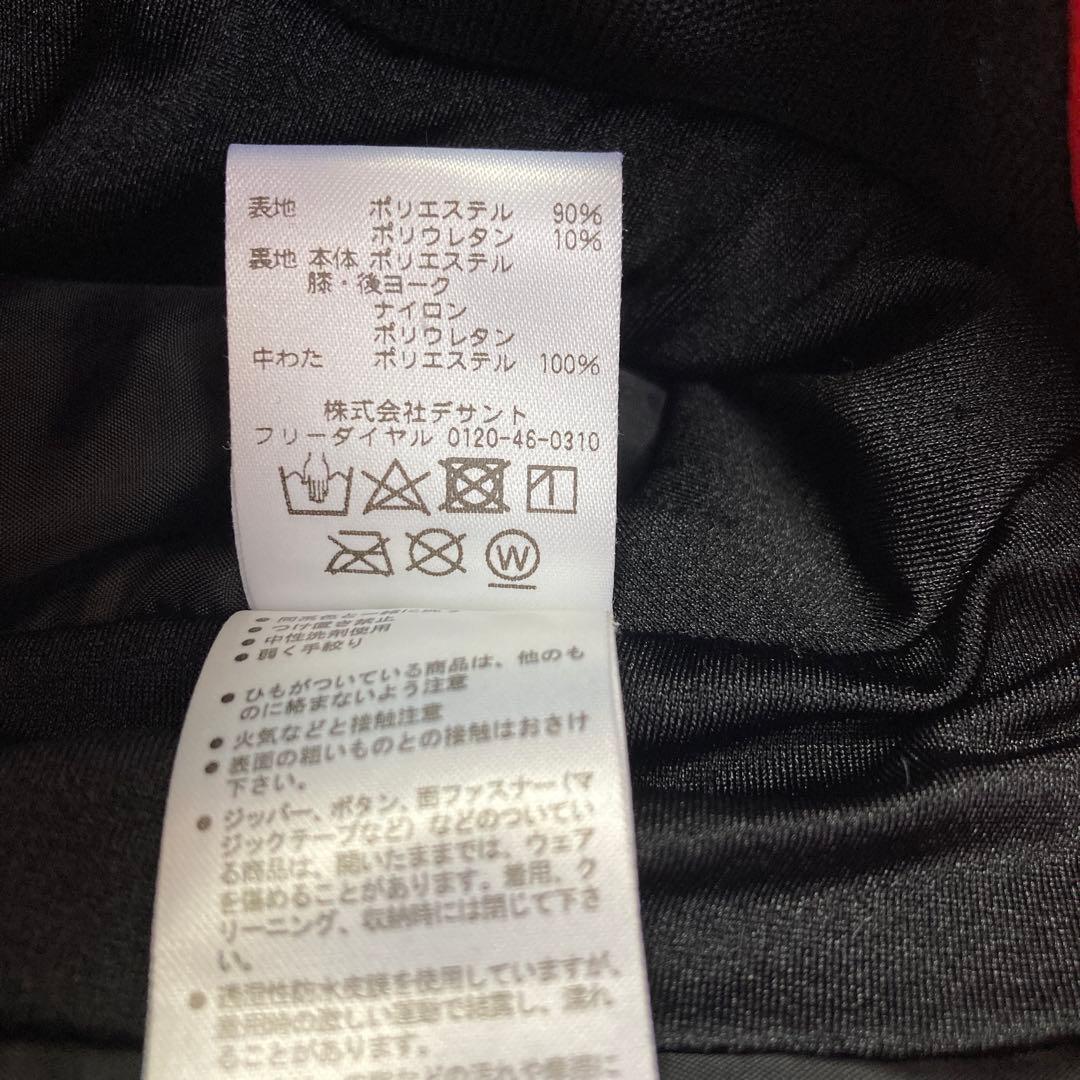 表地 ポリエステル 90%
ポリウレタン 10%
裏地 本体 ポリエステル
膝・後ヨーク
ナイロン
ポリウレタン
中わた ポリエステル 100%
株式会社デサント
フリーダイヤル 0120-46-0310
W
● つけ置き禁止
● 中性洗剤使用
● 弱く手絞り
● ひもがついている商品は、他のも
のに絡まないよう注意
● 火気などと接触注意
● 表面の粗いものとの接触はおさけ
下さい。
● ジッパー、ボタン、面ファスナー(マ
ジックテープなど)などのついてい
る商品は、開いたままでは、ウェア
を傷めることがあります。着用、ク
リーニング、収納時には閉じて下さ
い。
● 透湿性防水皮膜を使用していますが、
着用時の激しい運動で結露し、濡れ
ることがあります。